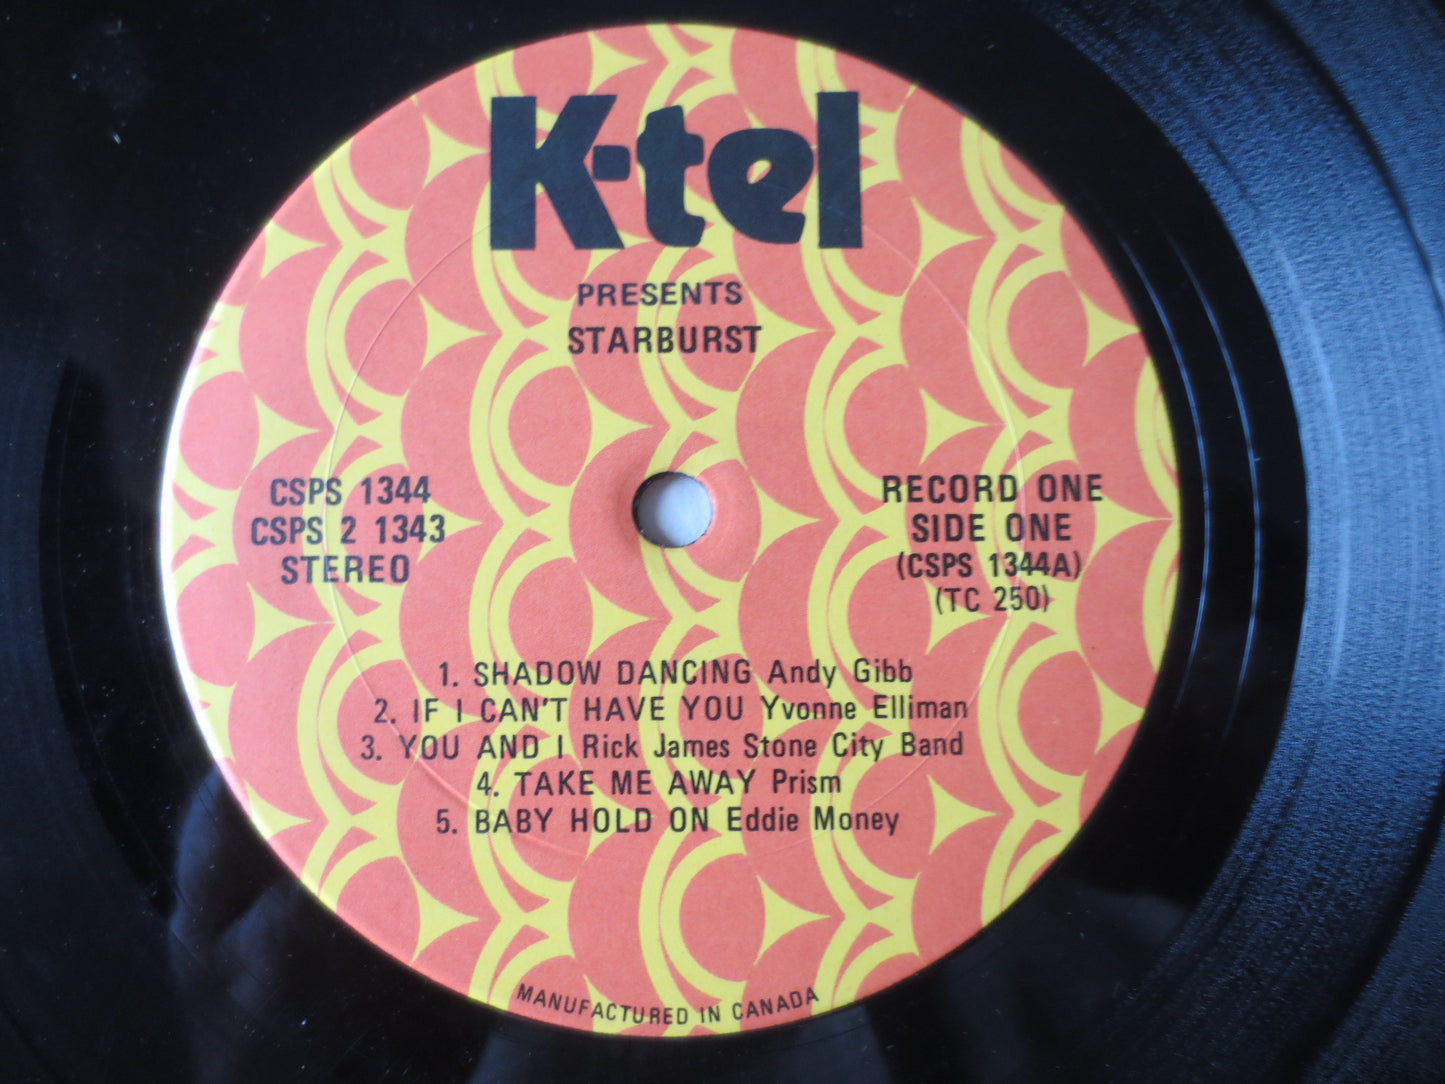 K-tel
PRESENTS
STARBURST
CSPS 1344
CSPS 2 1343
STEREO
RECORD ONE
SIDE ONE
(CSPS 1344A)
(TC 250)
1. SHADOW DANCING Andy Gibb
2. IF I CAN'T HAVE YOU Yvonne Elliman
3. YOU AND I Rick James Stone City Band
4. TAKE ME AWAY Prism
5. BABY HOLD ON Eddie Money
MANUFACTURED IN CANADA